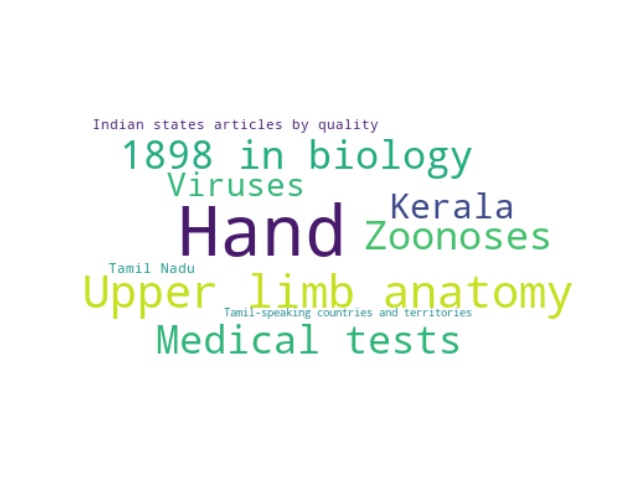 Indian states articles by quality
1898 in biology
Viruses
Kerala
Hand
Zoonoses
Tamil Nadu
Upper limb anatomy
Tamil-speaking countries and territories
Medical tests